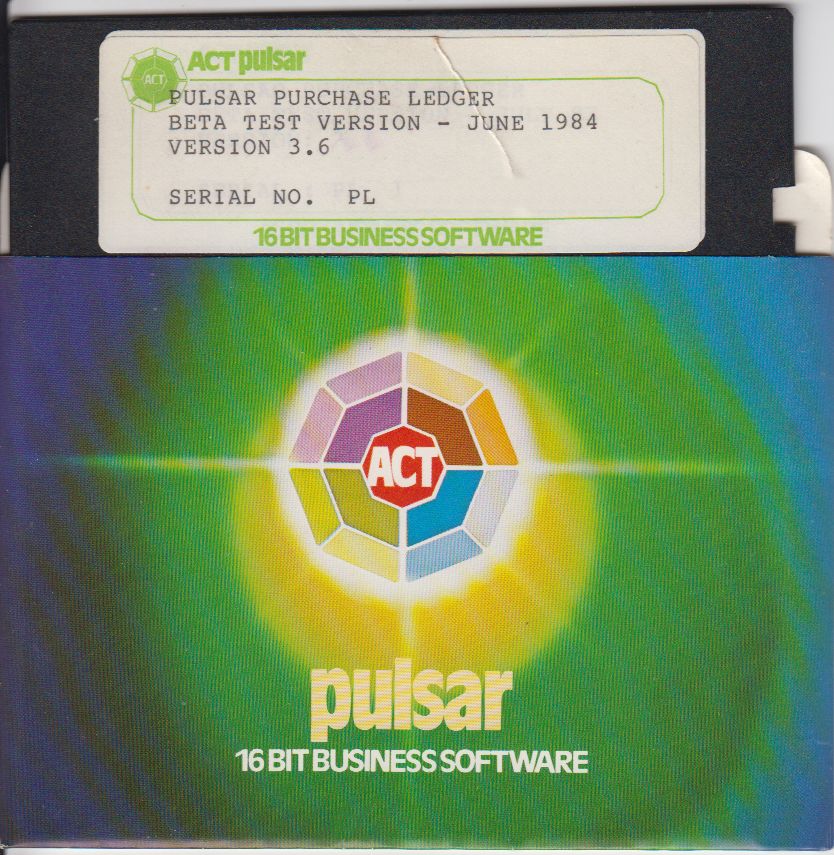 ACT pulsar
ACT
PULSAR PURCHASE LEDGER
BETA TEST VERSION - JUNE 1984
VERSION 3.6
SERIAL NO. PL
16 BIT BUSINESS SOFTWARE
ACT
pulsar
16 BIT BUSINESS SOFTWARE